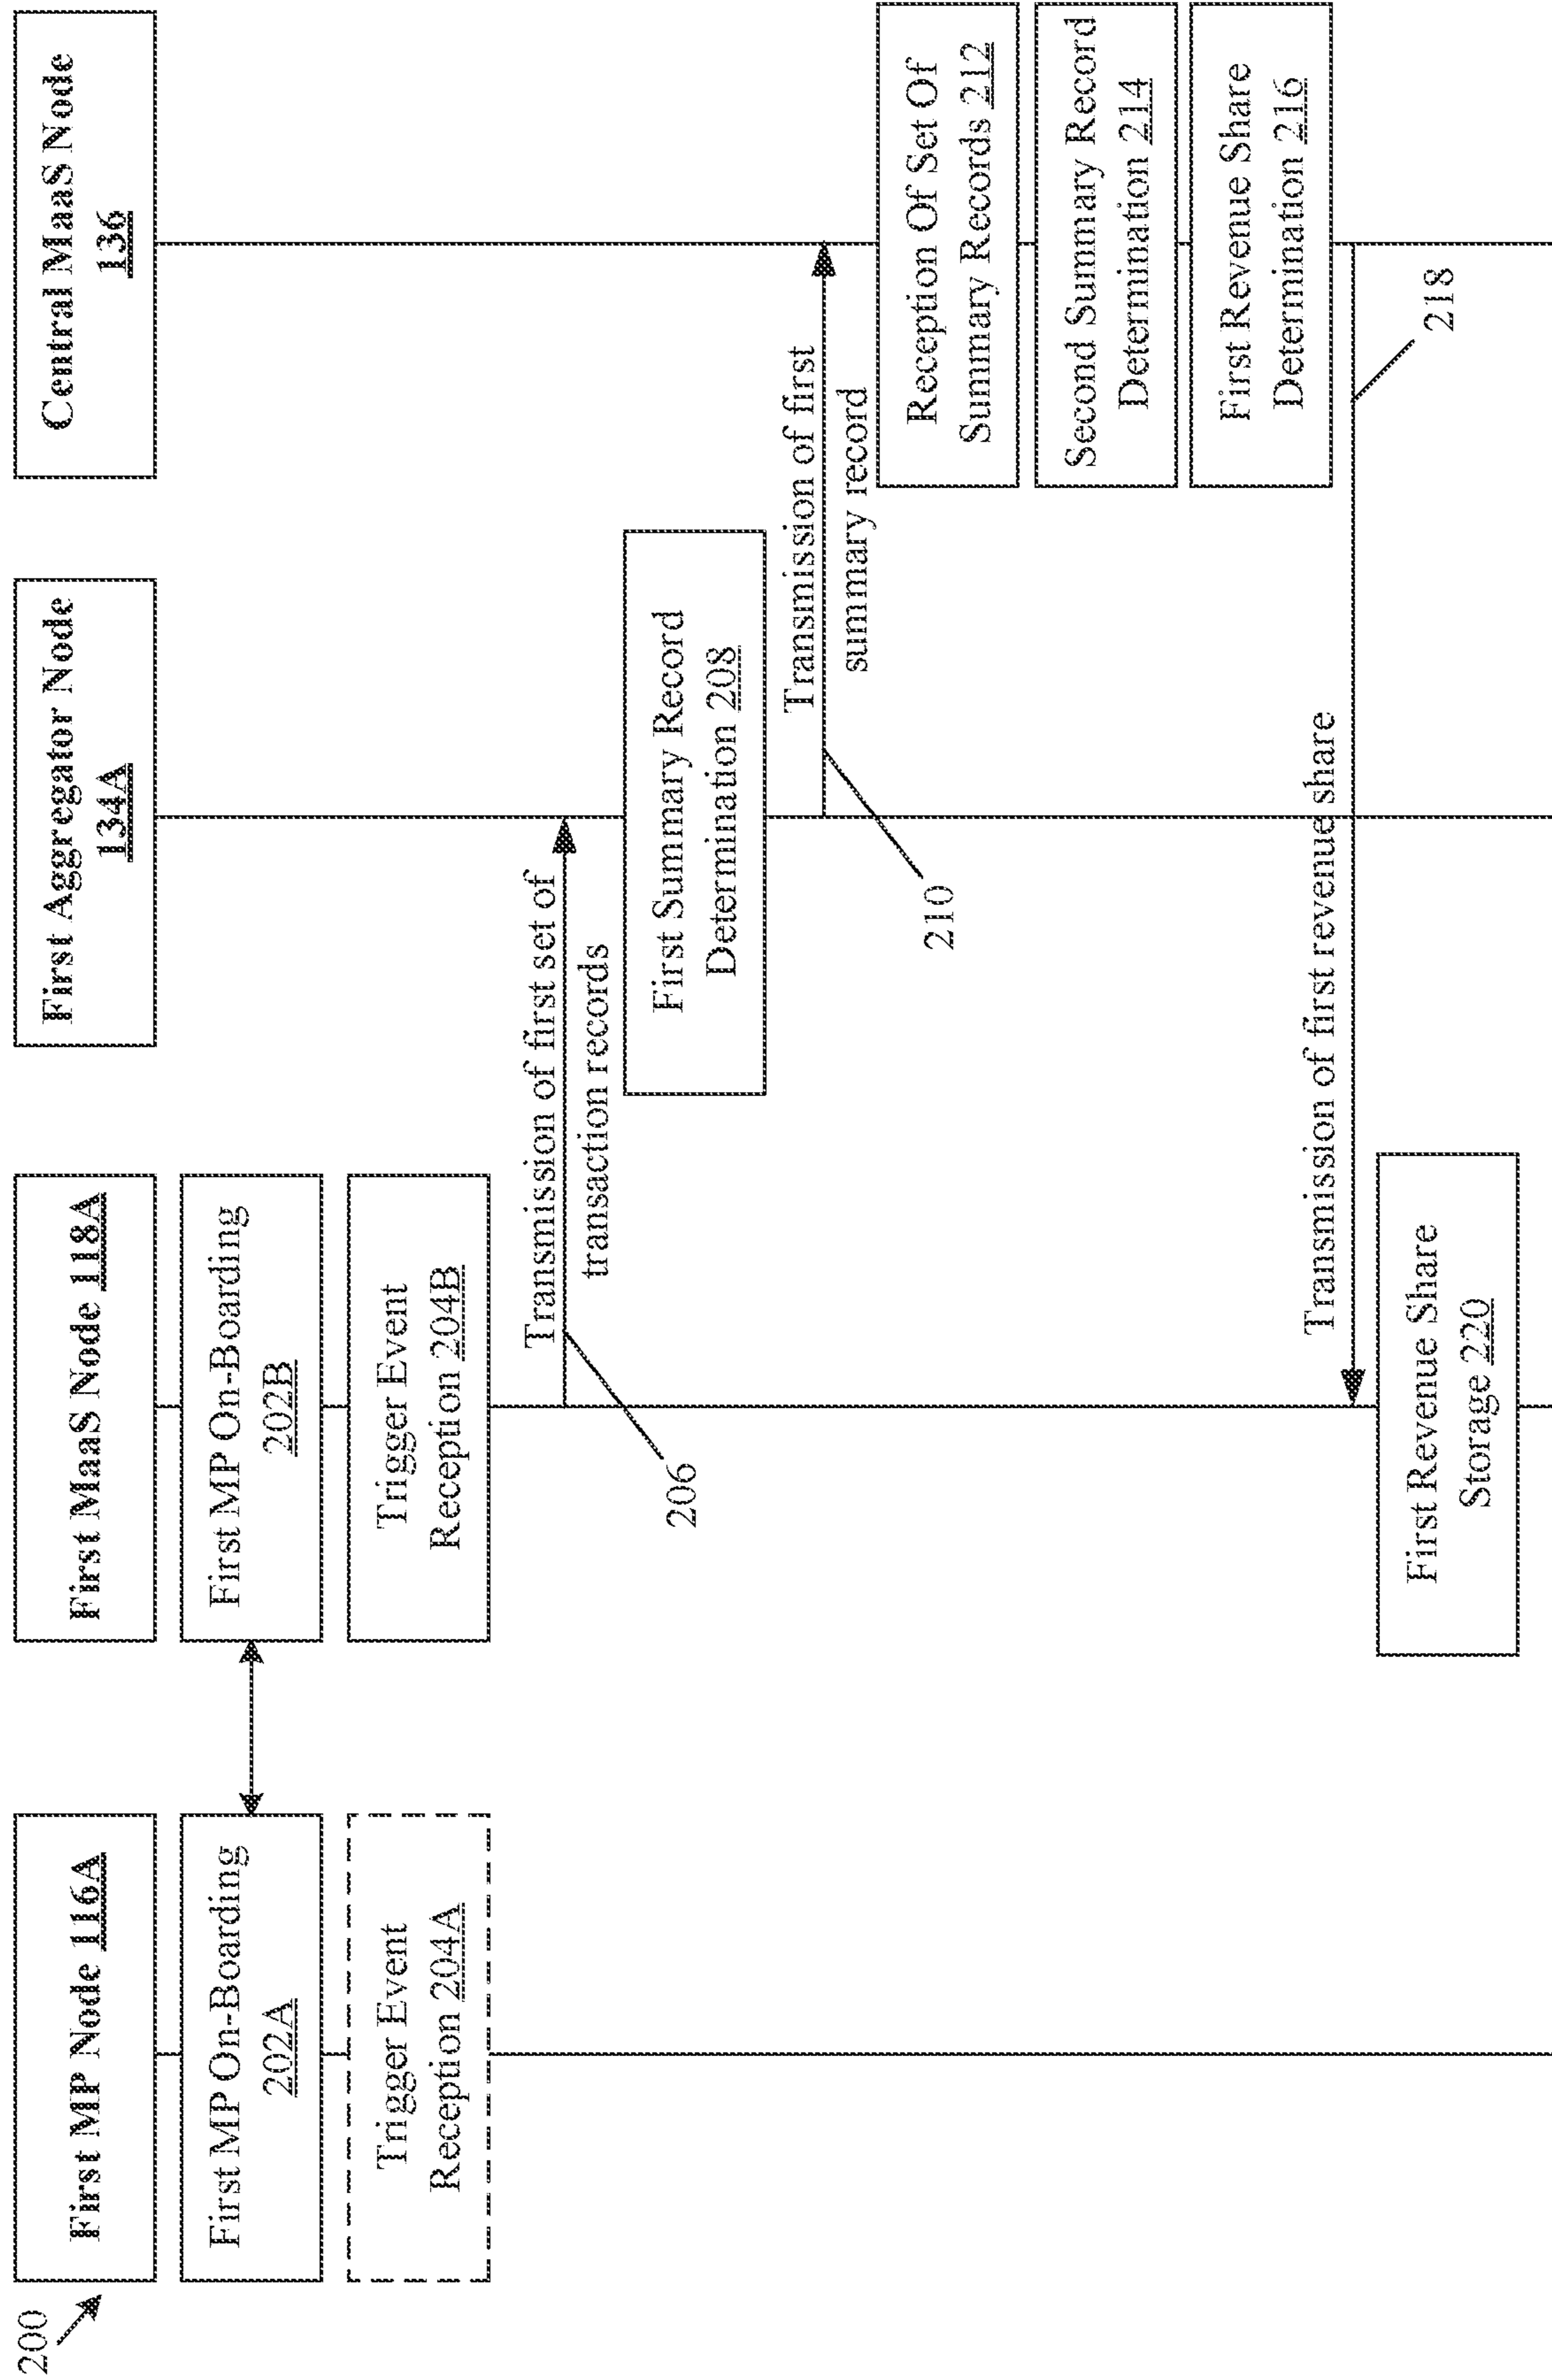 200
First MP Node 116A
First MaaS Node 118A
First Aggregator Node
134A
Central MaaS Node
136
First MP On-Boarding
202A
First MP On-Boarding
202B
Trigger Event
Reception 204A
Trigger Event
Reception 204B
Transmission of first set of
transaction records
206
First Summary Record
Determination 208
Transmission of first
summary record
210
Reception Of Set Of
Summary Records 212
Second Summary Record
Determination 214
First Revenue Share
Determination 216
Transmission of first revenue share
218
First Revenue Share
Storage 220